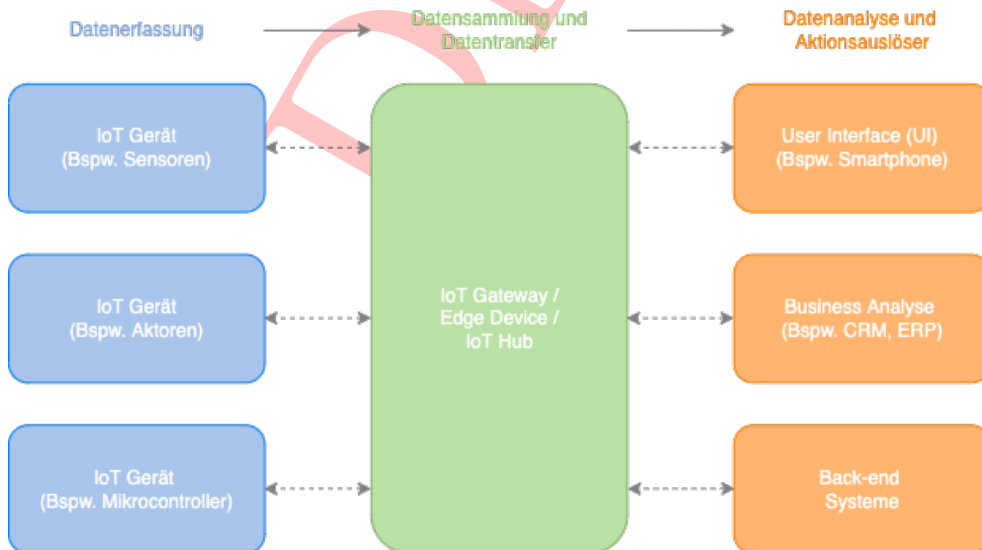 Datenerfassung
Datensammlung und
Datentransfer
Datenanalyse und
Aktionsauslöser
IoT Gerät
(Bspw. Sensoren)
User Interface (UI)
(Bspw. Smartphone)
IoT Gerät
(Bspw. Aktoren)
IoT Gateway /
Edge Device /
IoT Hub
Business Analyse
(Bspw. CRM, ERP)
IoT Gerät
(Bspw. Mikrocontroller)
Back-end
Systeme